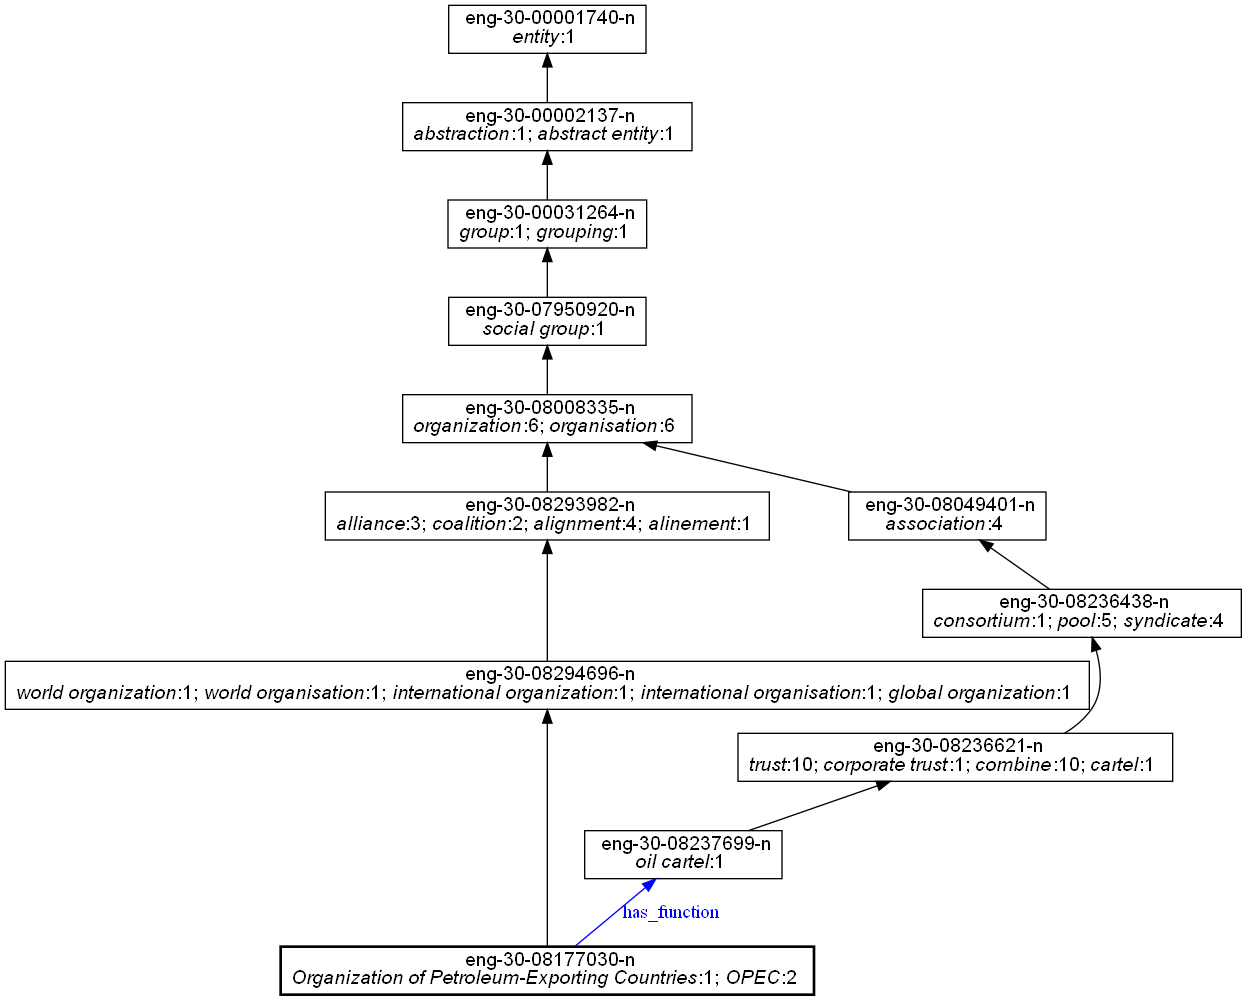 eng-30-00001740-n
entity:1
eng-30-00002137-n
abstraction:1; abstract entity:1
eng-30-00031264-n
group:1; grouping:1
eng-30-07950920-n
social group:1
eng-30-08008335-n
organization:6; organisation:6
eng-30-08293982-n
alliance:3; coalition:2; alignment:4; alinement:1
eng-30-08049401-n
association:4
eng-30-08236438-n
consortium:1; pool:5; syndicate:4
eng-30-08294696-n
world organization:1; world organisation:1; international organization:1; international organisation:1; global organization:1
eng-30-08236621-n
trust:10; corporate trust:1; combine:10; cartel:1
eng-30-08237699-n
oil cartel:1
has_function
eng-30-08177030-n
Organization of Petroleum-Exporting Countries:1; OPEC:2